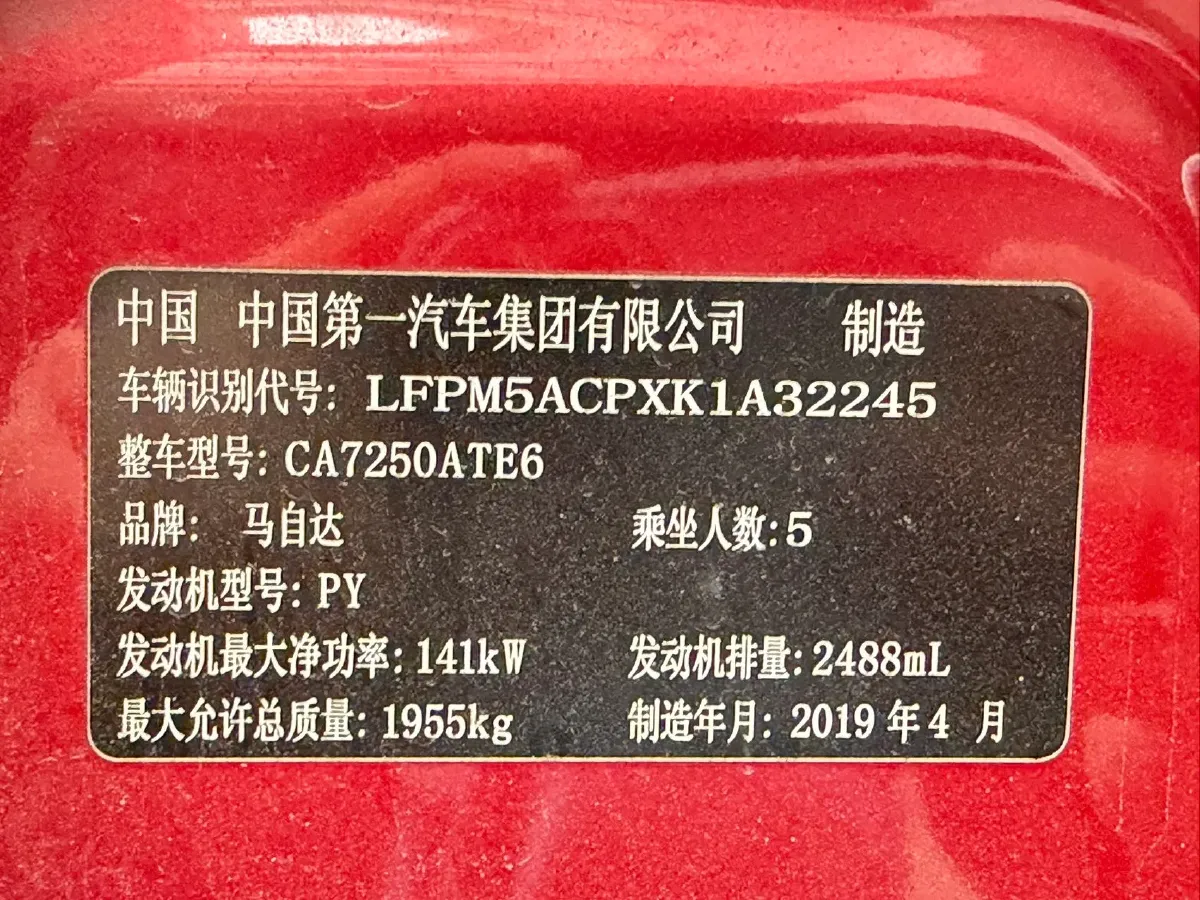 中国 中国第一汽车集团有限公司 制造
车辆识别代号: LFPM5ACPXK1A32245
整车型号: CA7250ATE6
品牌: 马自达 乘坐人数: 5
发动机型号: PY
发动机最大净功率: 141kW 发动机排量: 2488mL
最大允许总质量: 1955kg 制造年月: 2019 年 4 月